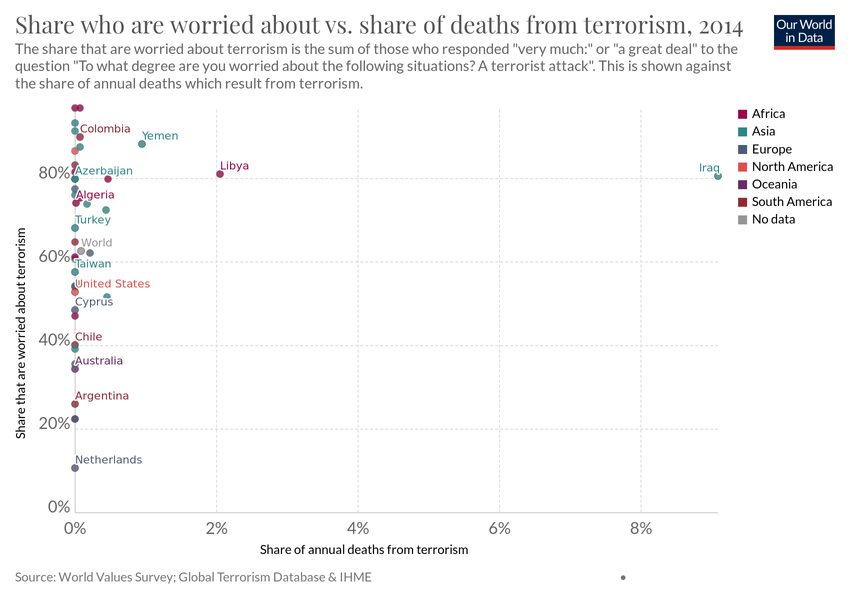 Share who are worried about vs. share of deaths from terrorism, 2014
Our World
in Data
The share that are worried about terrorism is the sum of those who responded "very much:" or "a great deal" to the
question "To what degree are you worried about the following situations? A terrorist attack". This is shown against
the share of annual deaths which result from terrorism.
Africa
Asia
Europe
North America
Oceania
South America
No data
Share that are worried about terrorism
80%
60%
40%
20%
0%
Colombia
Yemen
Libya
Iraq
Azerbaijan
Algeria
Turkey
World
Taiwan
United States
Cyprus
Chile
Australia
Argentina
Netherlands
0%
2%
4%
6%
8%
Share of annual deaths from terrorism
Source: World Values Survey; Global Terrorism Database & IHME
•